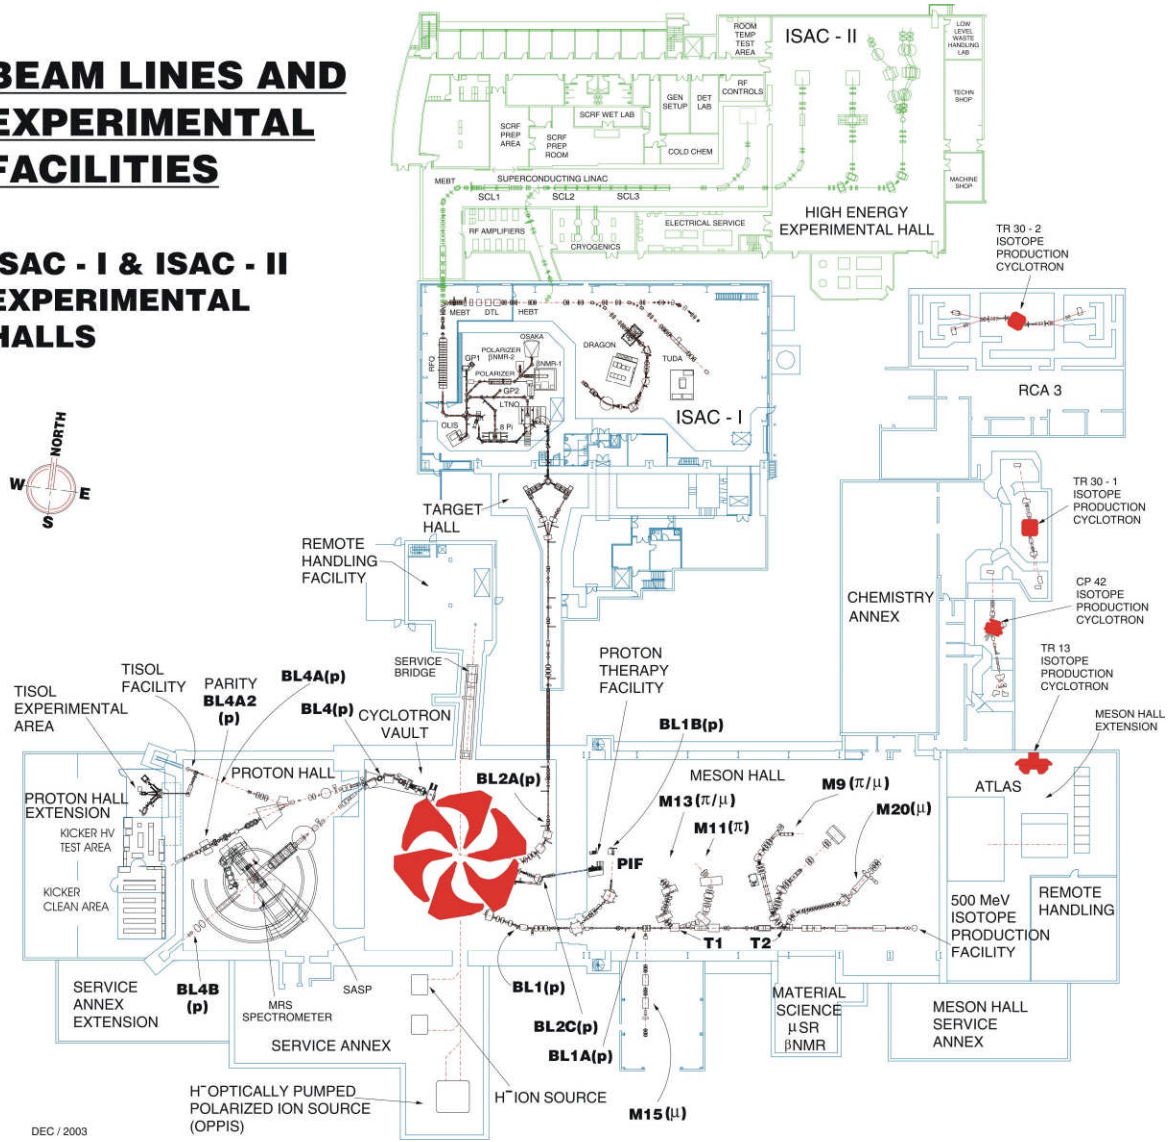 BEAM LINES AND
EXPERIMENTAL
FACILITIES
ISAC - I & ISAC - II
EXPERIMENTAL
HALLS
NORTH
W
E
S
ISAC - II
ROOM
TEMP
TEST
AREA
LOW
LEVEL
WASTE
HANDLING
LAB
RF
CONTROLS
GEN
SETUP
DET
LAB
TECHN
SHOP
SCRF WET LAB
SCRF
PREP
AREA
SCRF
PREP
ROOM
COLD CHEM
MEBT
SUPERCONDUCTING LINAC
SCL1
SCL2
SCL3
MACHINE
SHOP
RF AMPLIFIERS
CRYOGENICS
ELECTRICAL SERVICE
HIGH ENERGY
EXPERIMENTAL HALL
TR 30 - 2
ISOTOPE
PRODUCTION
CYCLOTRON
MEBT
DTL
HEBT
RFQ
GP1
POLARIZER
βNMR-2
OSAKA
βNMR-1
POLARIZER
GP2
LTNO
OLIS
8 Pi
DRAGON
TUDA
ISAC - I
RCA 3
TARGET
HALL
TR 30 - 1
ISOTOPE
PRODUCTION
CYCLOTRON
REMOTE
HANDLING
FACILITY
CHEMISTRY
ANNEX
CP 42
ISOTOPE
PRODUCTION
CYCLOTRON
TR 13
ISOTOPE
PRODUCTION
CYCLOTRON
SERVICE
BRIDGE
PROTON
THERAPY
FACILITY
TISOL
FACILITY
TISOL
EXPERIMENTAL
AREA
PARITY
BL4A2
(p)
BL4A(p)
BL4(p)
CYCLOTRON
VAULT
BL1B(p)
MESON HALL
EXTENSION
PROTON HALL
PROTON HALL
EXTENSION
BL2A(p)
MESON HALL
M9 (π/μ)
M13 (π/μ)
M20(μ)
M11(π)
ATLAS
KICKER HV
TEST AREA
KICKER
CLEAN AREA
PIF
500 MeV
ISOTOPE
PRODUCTION
FACILITY
REMOTE
HANDLING
T1
T2
BL4B
(p)
SASP
MRS
SPECTROMETER
BL1(p)
BL2C(p)
BL1A(p)
SERVICE
ANNEX
EXTENSION
SERVICE ANNEX
MATERIAL
SCIENCE
μSR
βNMR
MESON HALL
SERVICE
ANNEX
H⁻OPTICALLY PUMPED
POLARIZED ION SOURCE
(OPPIS)
H⁻ION SOURCE
M15(μ)
DEC / 2003